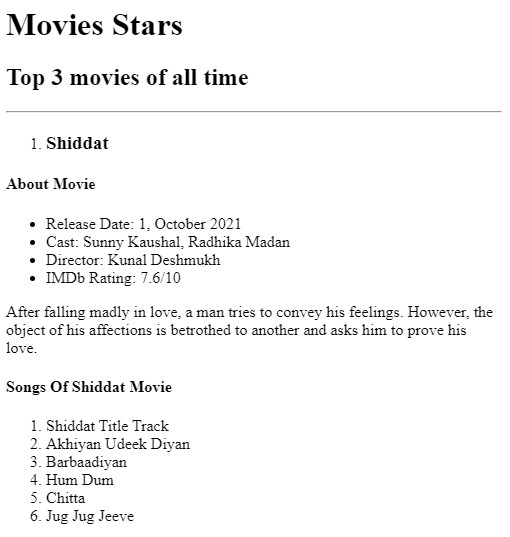 Movies Stars
Top 3 movies of all time
1. Shiddat
About Movie
• Release Date: 1, October 2021
• Cast: Sunny Kaushal, Radhika Madan
• Director: Kunal Deshmukh
• IMDb Rating: 7.6/10
After falling madly in love, a man tries to convey his feelings. However, the
object of his affections is betrothed to another and asks him to prove his
love.
Songs Of Shiddat Movie
1. Shiddat Title Track
2. Akhiyan Udeek Diyan
3. Barbaadiyan
4. Hum Dum
5. Chitta
6. Jug Jug Jeeve